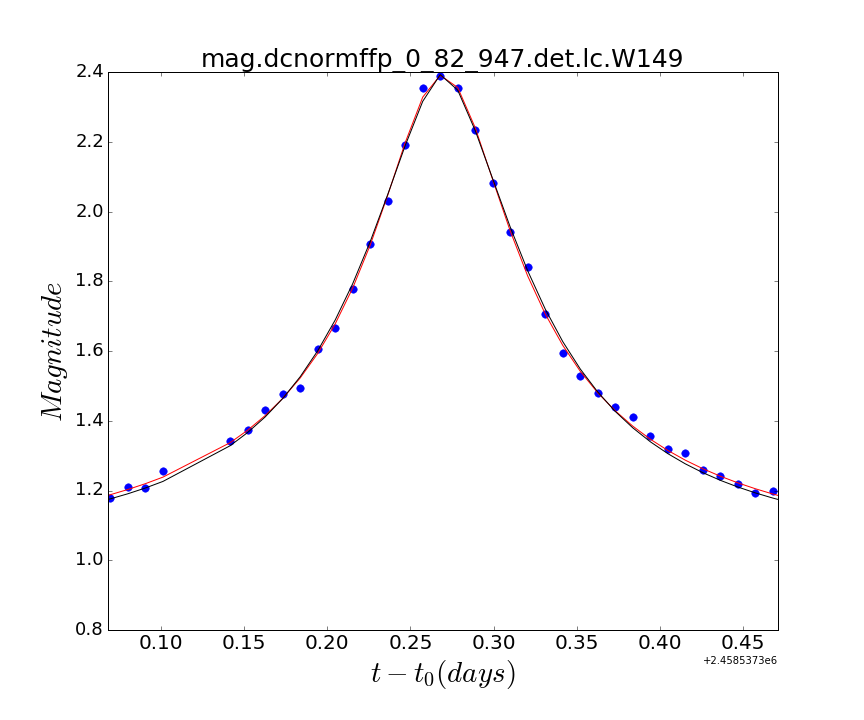 mag.dcnormffp_0_82_947.det.lc.W149
2.4
2.2
2.0
1.8
1.6
1.4
1.2
1.0
0.8
Magnitude
0.10 0.15 0.20 0.25 0.30 0.35 0.40 0.45
+2.4585373e6
t − t₀(days)